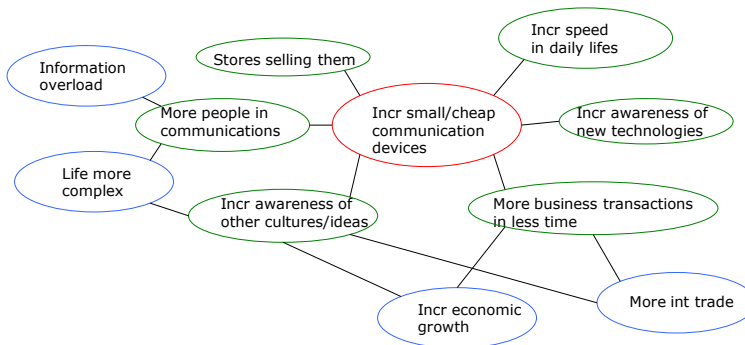 Information
overload
Stores selling them
Incr speed
in daily lifes
More people in
communications
Incr small/cheap
communication
devices
Incr awareness of
new technologies
Life more
complex
Incr awareness of
other cultures/ideas
More business transactions
in less time
Incr economic
growth
More int trade